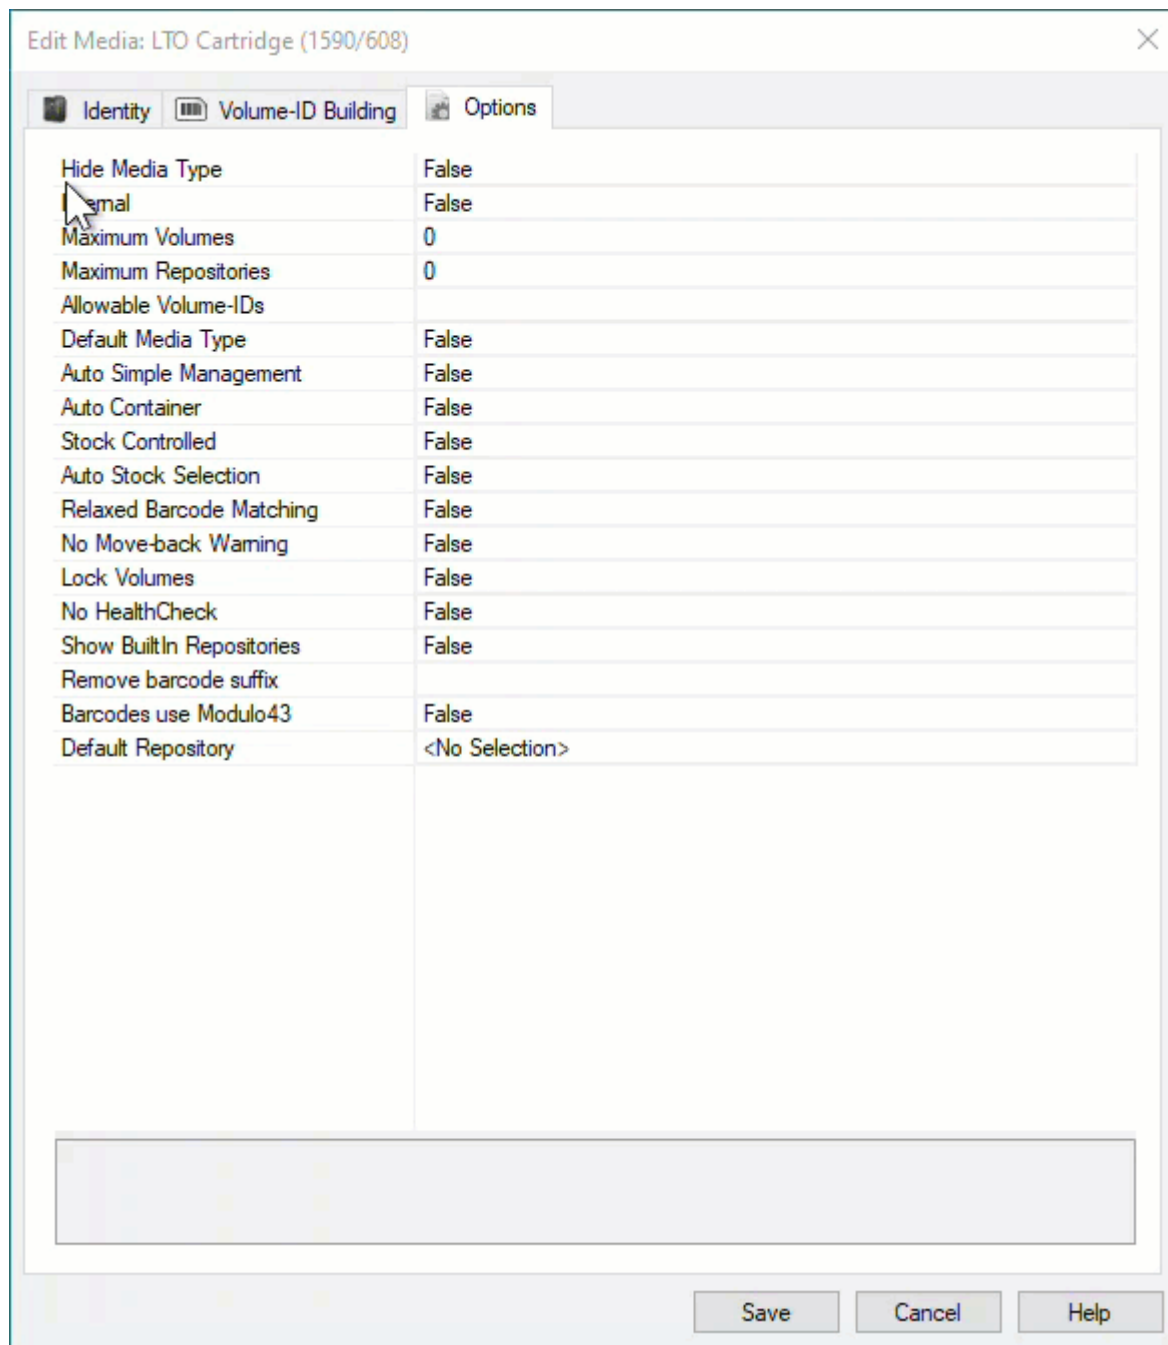 Edit Media: LTO Cartridge (1590/608)
Identity Volume-ID Building Options
Hide Media Type False
False
Maximum Volumes 0
Maximum Repositories 0
Allowable Volume-IDs
Default Media Type False
Auto Simple Management False
Auto Container False
Stock Controlled False
Auto Stock Selection False
Relaxed Barcode Matching False
No Move-back Warning False
Lock Volumes False
No HealthCheck False
Show BuiltIn Repositories False
Remove barcode suffix
Barcodes use Modulo43 False
Default Repository <No Selection>
Save Cancel Help